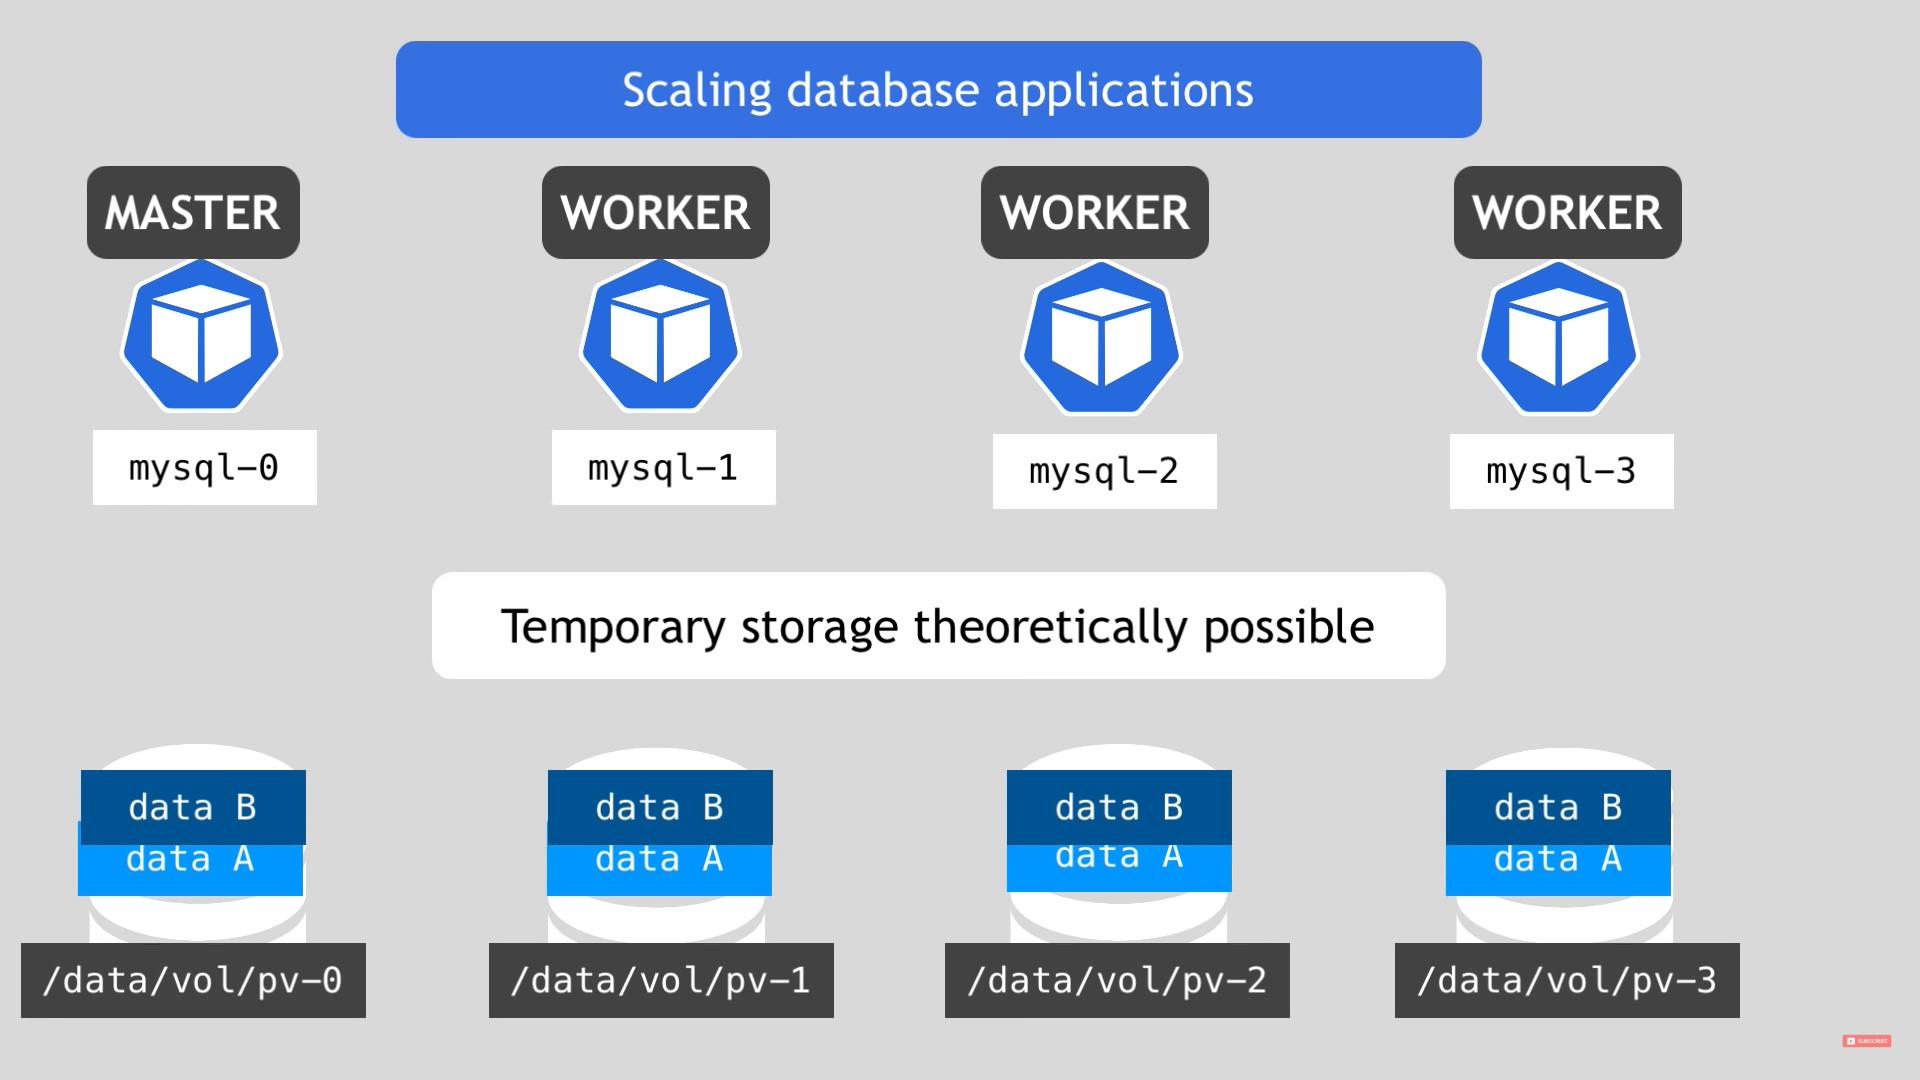 Scaling database applications
MASTER
WORKER
WORKER
WORKER
mysql-0
mysql-1
mysql-2
mysql-3
Temporary storage theoretically possible
data B
data B
data B
data B
data A
data A
data A
data A
/data/vol/pv-0
/data/vol/pv-1
/data/vol/pv-2
/data/vol/pv-3
SUBSCRIBE